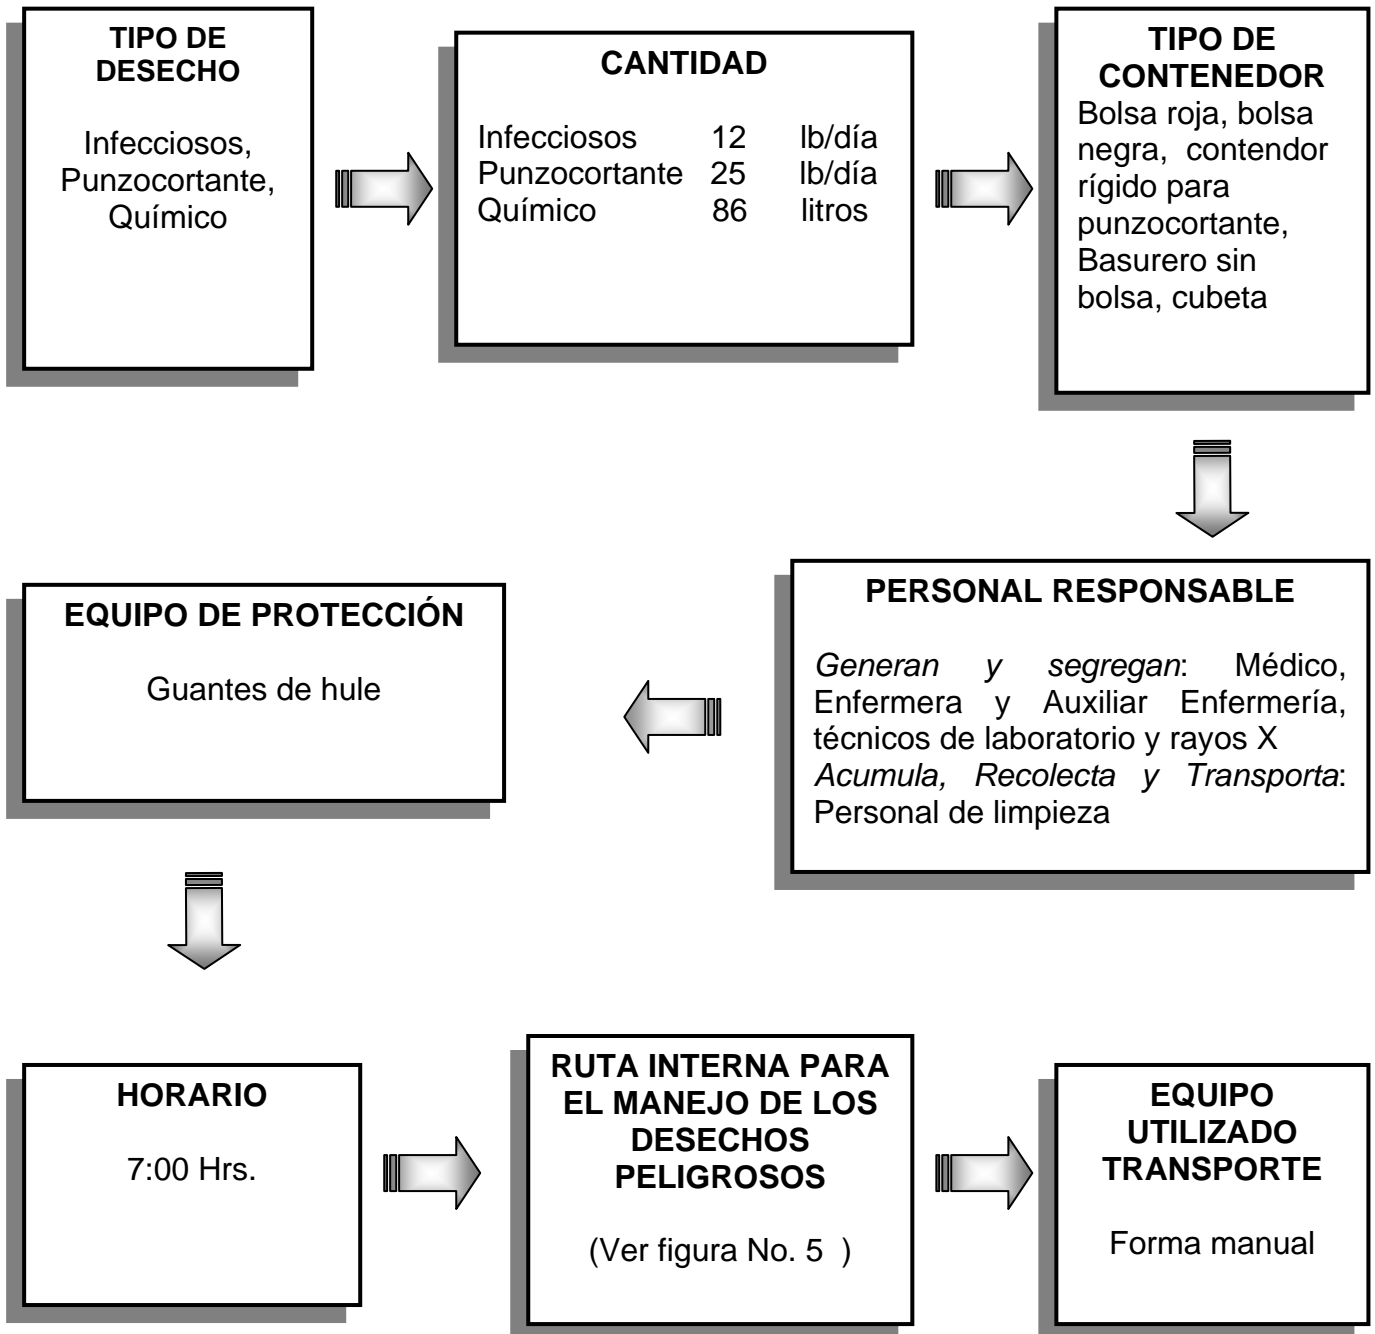 TIPO DE
DESECHO
Infecciosos,
Punzocortante,
Químico
CANTIDAD
Infecciosos 12 lb/día
Punzocortante 25 lb/día
Químico 86 litros
TIPO DE
CONTENEDOR
Bolsa roja, bolsa
negra, contendor
rígido para
punzocortante,
Basurero sin
bolsa, cubeta
PERSONAL RESPONSABLE
Generan y segregan: Médico,
Enfermera y Auxiliar Enfermería,
técnicos de laboratorio y rayos X
Acumula, Recolecta y Transporta:
Personal de limpieza
EQUIPO DE PROTECCIÓN
Guantes de hule
HORARIO
7:00 Hrs.
RUTA INTERNA PARA
EL MANEJO DE LOS
DESECHOS
PELIGROSOS
(Ver figura No. 5 )
EQUIPO
UTILIZADO
TRANSPORTE
Forma manual